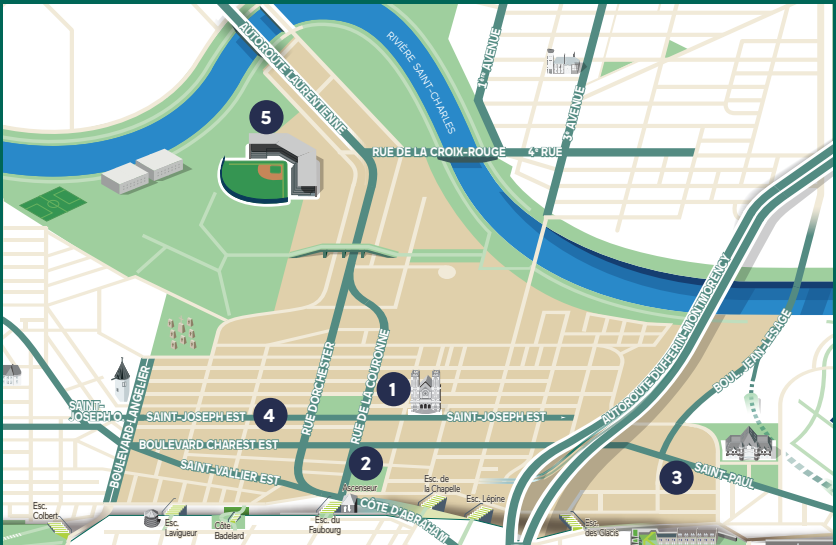 AUTOROUTE LAURENTIENNE
RIVIÈRE SAINT-CHARLES
1ʳᵉ AVENUE
3ᵉ AVENUE
5
RUE DE LA CROIX-ROUGE
4ᵉ RUE
AUTOROUTE DUFFERIN-MONTMORENCY
BOUL. JEAN-LESAGE
RUE DORCHESTER
RUE DE LA COURONNE
1
BOULEVARD LANGELIER
SAINT-
JOSEPH O.
SAINT-JOSEPH EST
4
SAINT-JOSEPH EST
BOULEVARD CHAREST EST
SAINT-VALLIER EST
2
3
SAINT-PAUL
Ascenseur
CÔTE D'ABRAHAM
Esc. de
la Chapelle
Esc. Lépine
Esc.
Colbert
Esc.
Lavigueur
Côte
Badelard
Esc. du
Faubourg
Esc.
des Glacis